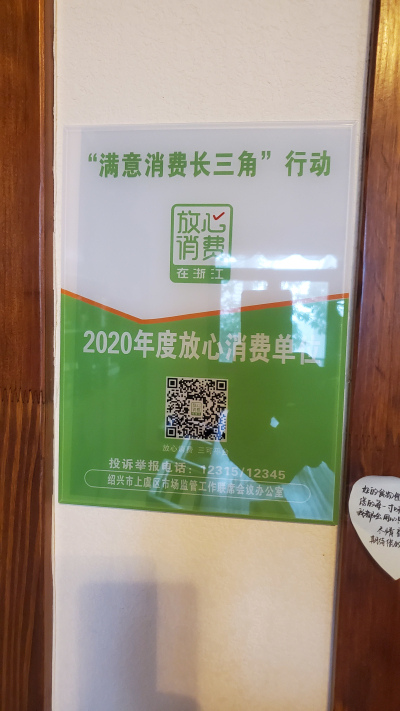 “满意消费长三角”行动
放心
消费
在浙江
2020年度放心消费单位
投诉举报电话：12315/12345
绍兴市上虞区市场监管工作联席会议办公室